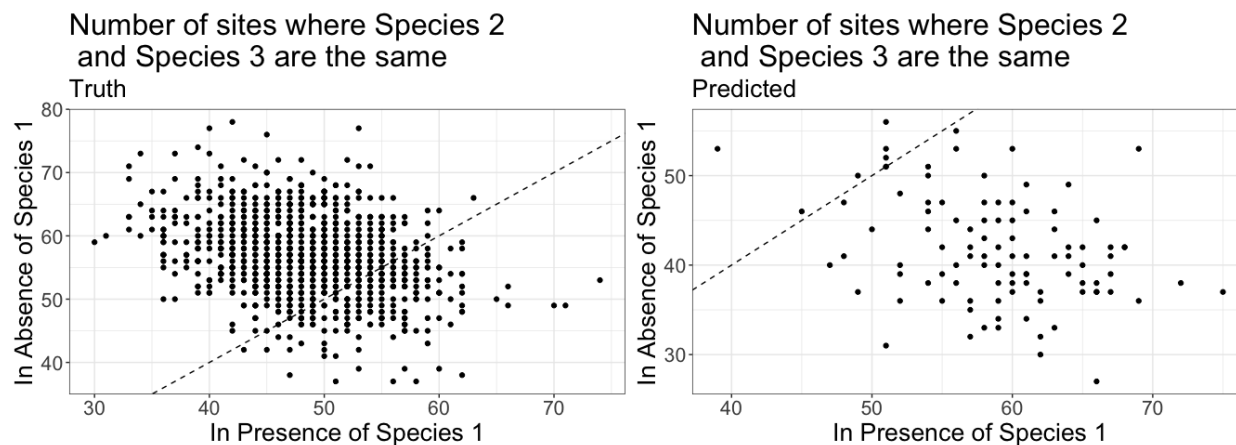 Number of sites where Species 2
and Species 3 are the same
Truth
In Absence of Species 1
80
70
60
50
40
30 40 50 60 70
In Presence of Species 1
Number of sites where Species 2
and Species 3 are the same
Predicted
In Absence of Species 1
50
40
30
40 50 60 70
In Presence of Species 1